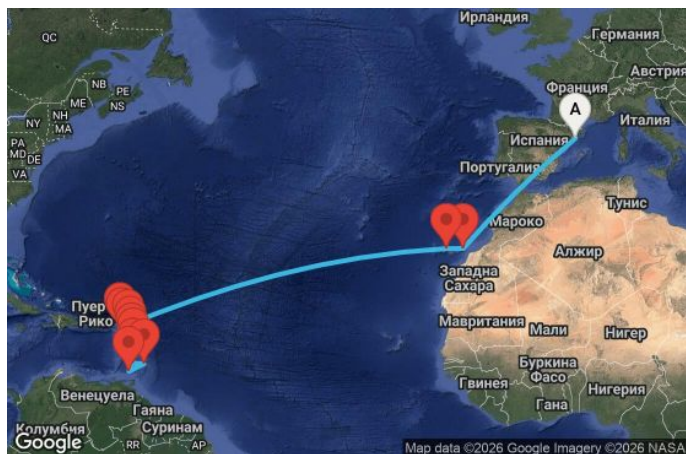 QC
NB
PE
NS
ME
NH
MA
NY
PA
MD
DE
VA
Ирландия
Германия
Австрия
Франция
A
Италия
Испания
Португалия
Тунис
Мароко
Алжир
Западна
Сахара
Пуер
Рико
Мавритания
Мали
Нигер
Буркина
Фасо
Гвинея
Нигерия
Гана
Венецуела
Гаяна
Суринам
Колумбия
RR
AP
Google
Map data ©2026 Google Imagery ©2026 NASA